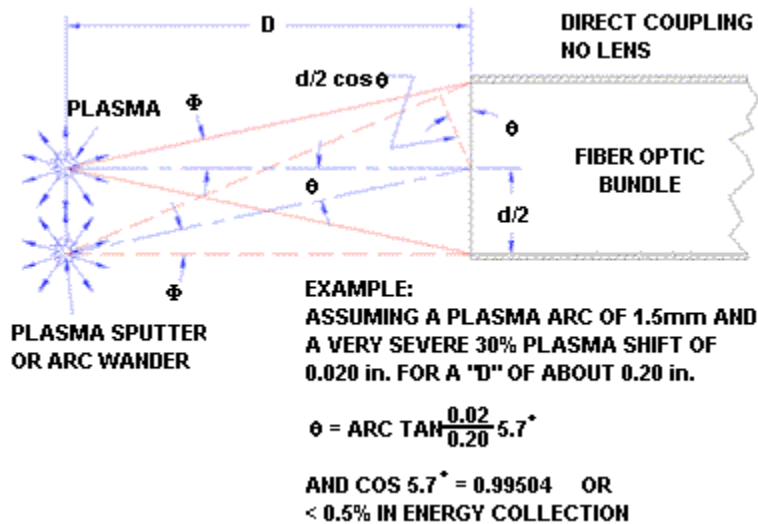 D
DIRECT COUPLING
NO LENS
d/2 cos θ
PLASMA
Φ
θ
FIBER OPTIC
BUNDLE
θ
d/2
Φ
PLASMA SPUTTER
OR ARC WANDER
EXAMPLE:
ASSUMING A PLASMA ARC OF 1.5mm AND
A VERY SEVERE 30% PLASMA SHIFT OF
0.020 in. FOR A "D" OF ABOUT 0.20 in.
θ = ARC TAN 0.02/0.20 5.7°
AND COS 5.7° = 0.99504 OR
< 0.5% IN ENERGY COLLECTION